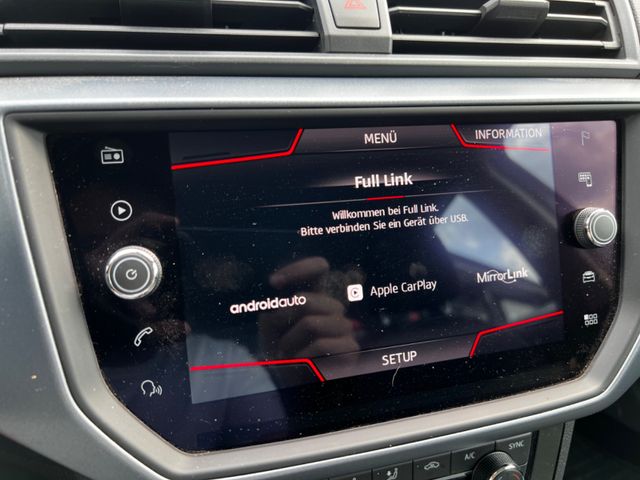 MENÜ
INFORMATION
Full Link
Willkommen bei Full Link.
Bitte verbinden Sie ein Gerät über USB.
androidauto
Apple CarPlay
MirrorLink
SETUP
A/C
SYNC